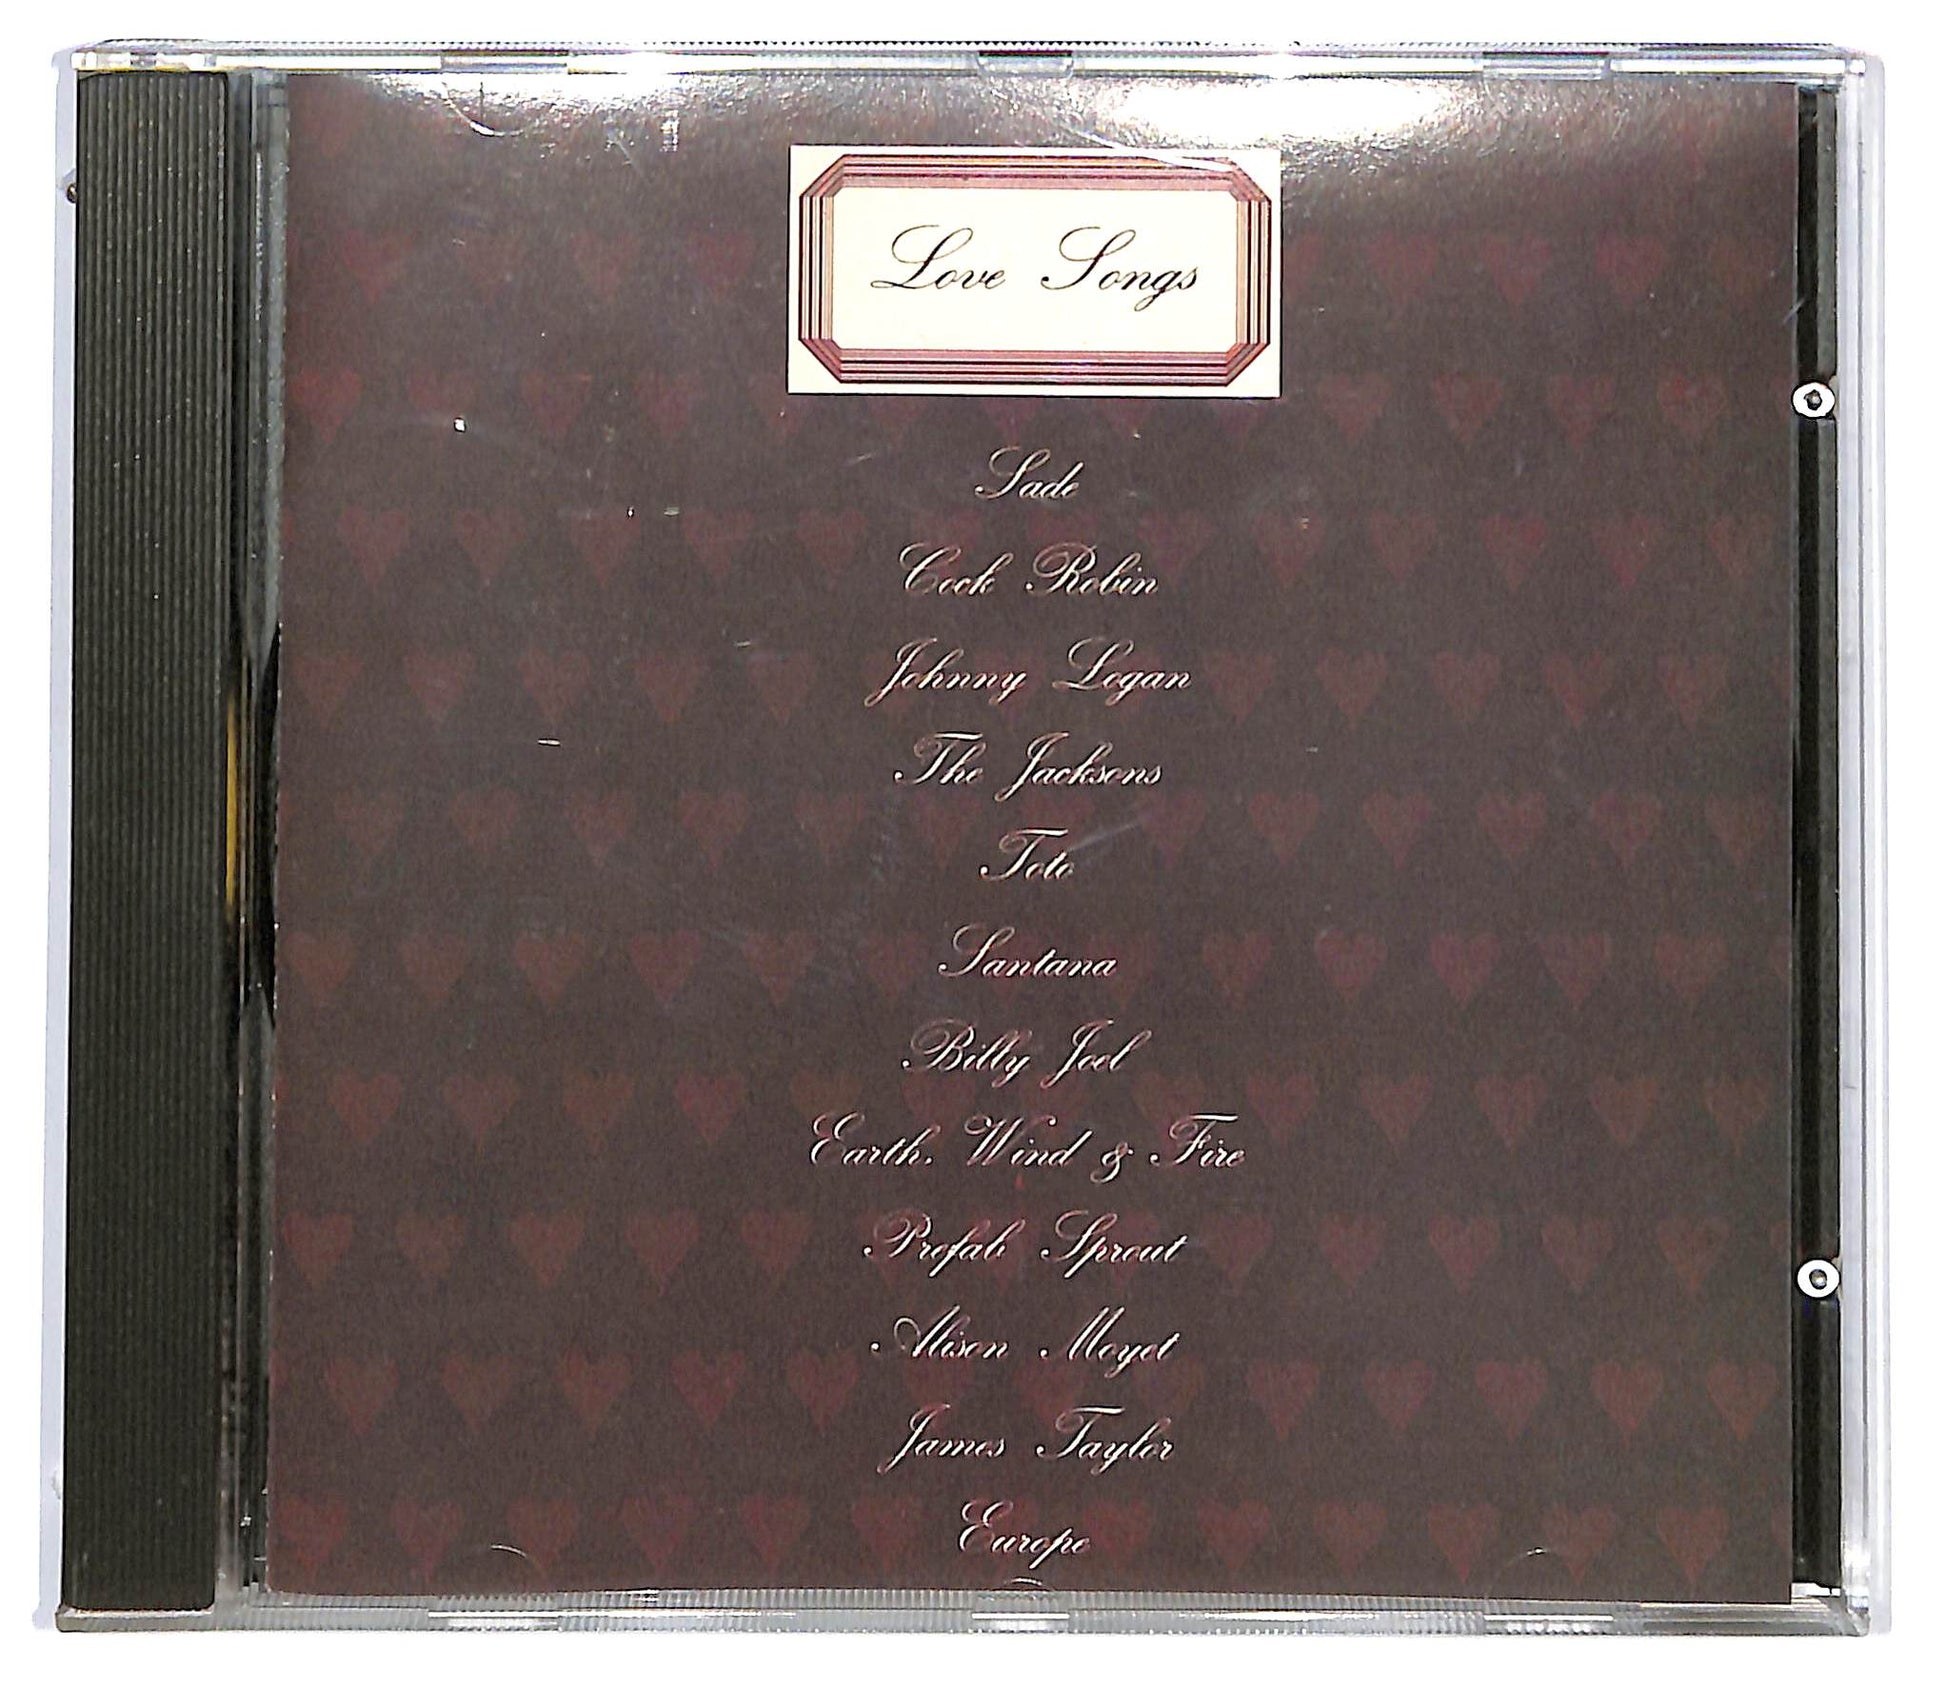 Love Songs
Sade
Cock Robin
Johnny Logan
The Jacksons
Toto
Santana
Billy Joel
Earth, Wind & Fire
Prefab Sprout
Alison Moyet
James Taylor
Europe